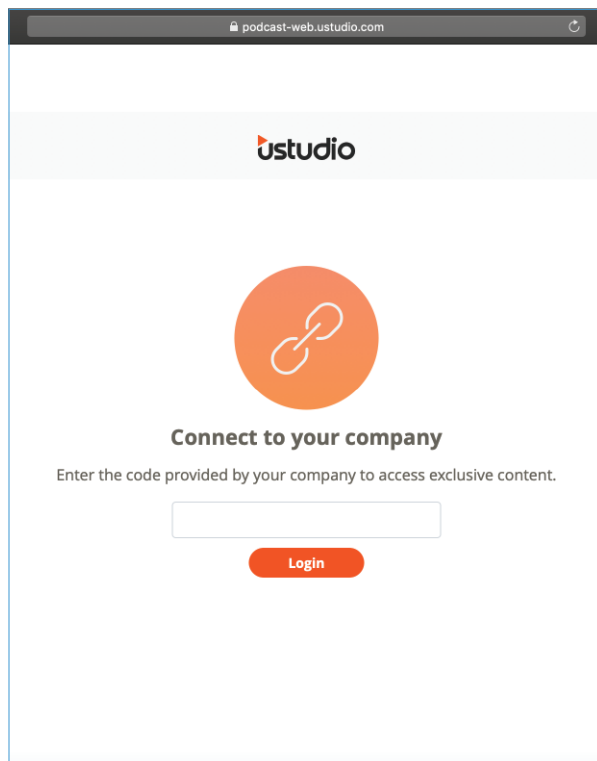 podcast-web.ustudio.com
ustudio
Connect to your company
Enter the code provided by your company to access exclusive content.
Login